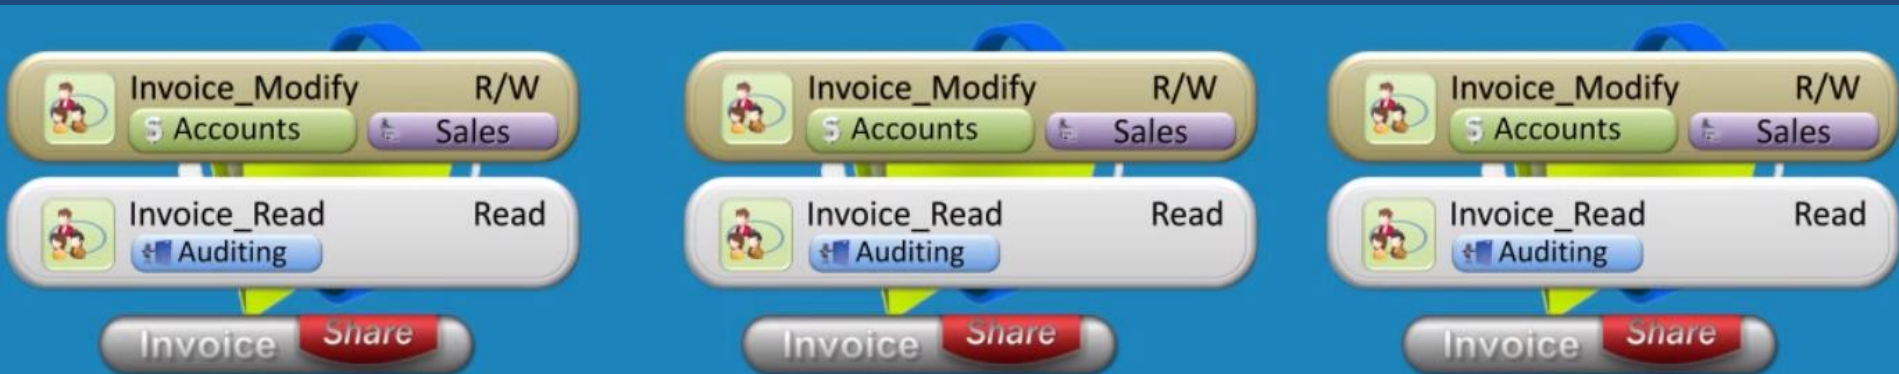 Invoice_Modify R/W
Accounts Sales
Invoice_Read Read
Auditing
Invoice Share
Invoice_Modify R/W
Accounts Sales
Invoice_Read Read
Auditing
Invoice Share
Invoice_Modify R/W
Accounts Sales
Invoice_Read Read
Auditing
Invoice Share